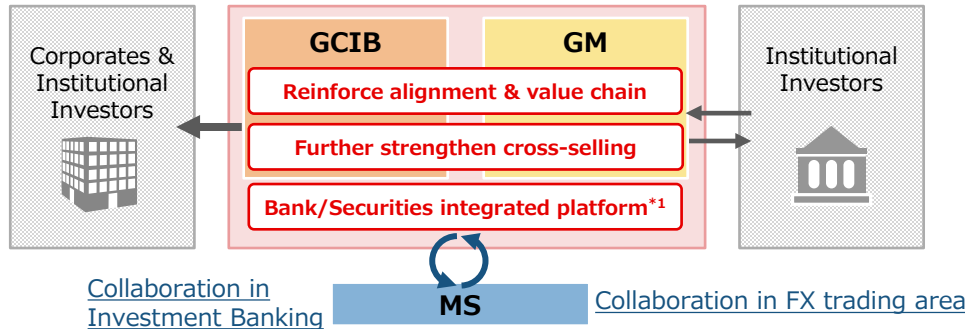 GCIB
GM
Corporates &
Institutional
Investors
Institutional
Investors
Reinforce alignment & value chain
Further strengthen cross-selling
Bank/Securities integrated platform*1
Collaboration in
Investment Banking
MS
Collaboration in FX trading area